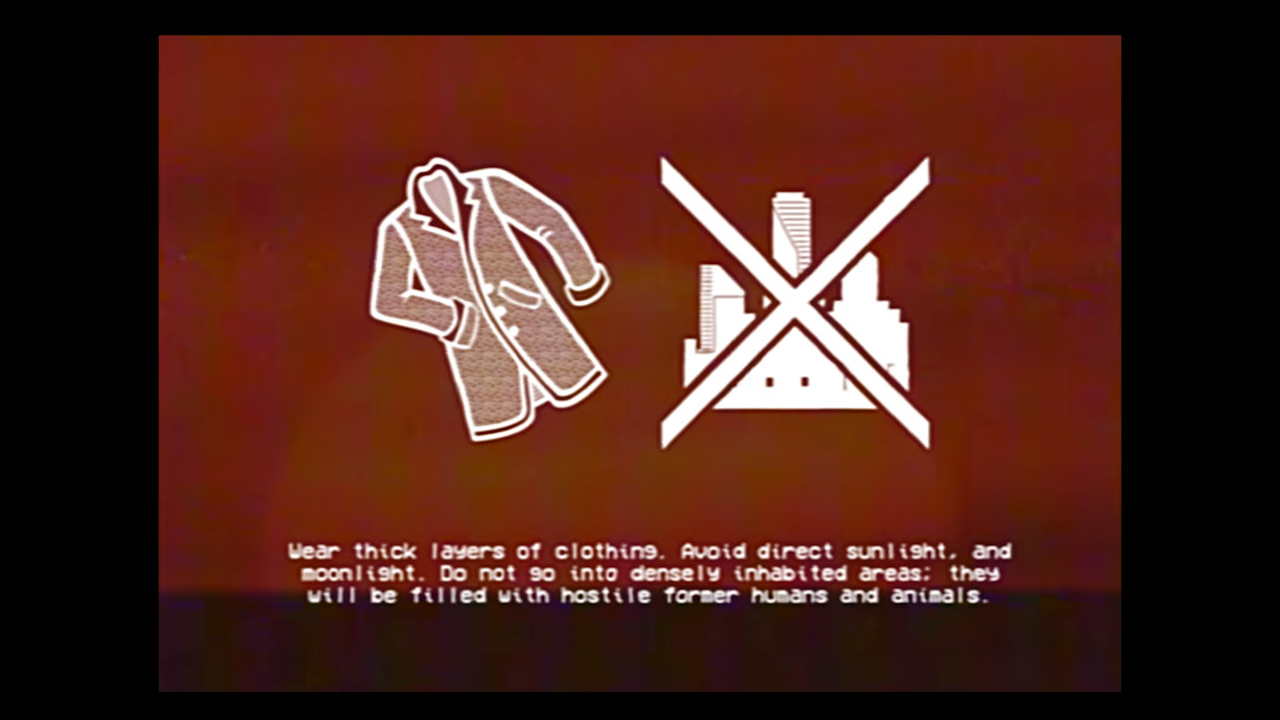 Wear thick layers of clothing. Avoid direct sunlight, and
moonlight. Do not go into densely inhabited areas; they
will be filled with hostile former humans and animals.